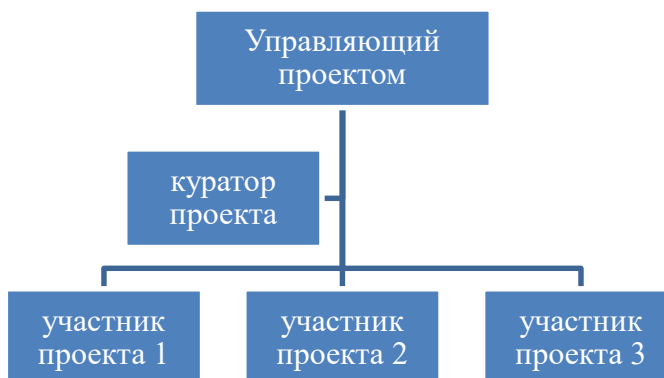 Управляющий
проектом
куратор
проекта
участник
проекта 1
участник
проекта 2
участник
проекта 3